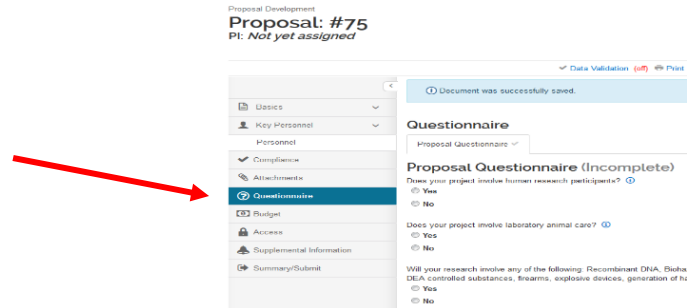 Proposal Development
Proposal: #75
PI: Not yet assigned
Data Validation (off) Print
Document was successfully saved.
Basics
Key Personnel
Personnel
Compliance
Attachments
Questionnaire
Budget
Access
Supplemental Information
Summary/Submit
Questionnaire
Proposal Questionnaire
Proposal Questionnaire (Incomplete)
Does your project involve human research participants?
Yes
No
Does your project involve laboratory animal care?
Yes
No
Will your research involve any of the following: Recombinant DNA, Bioha
DEA controlled substances, firearms, explosive devices, generation of ha
Yes
No